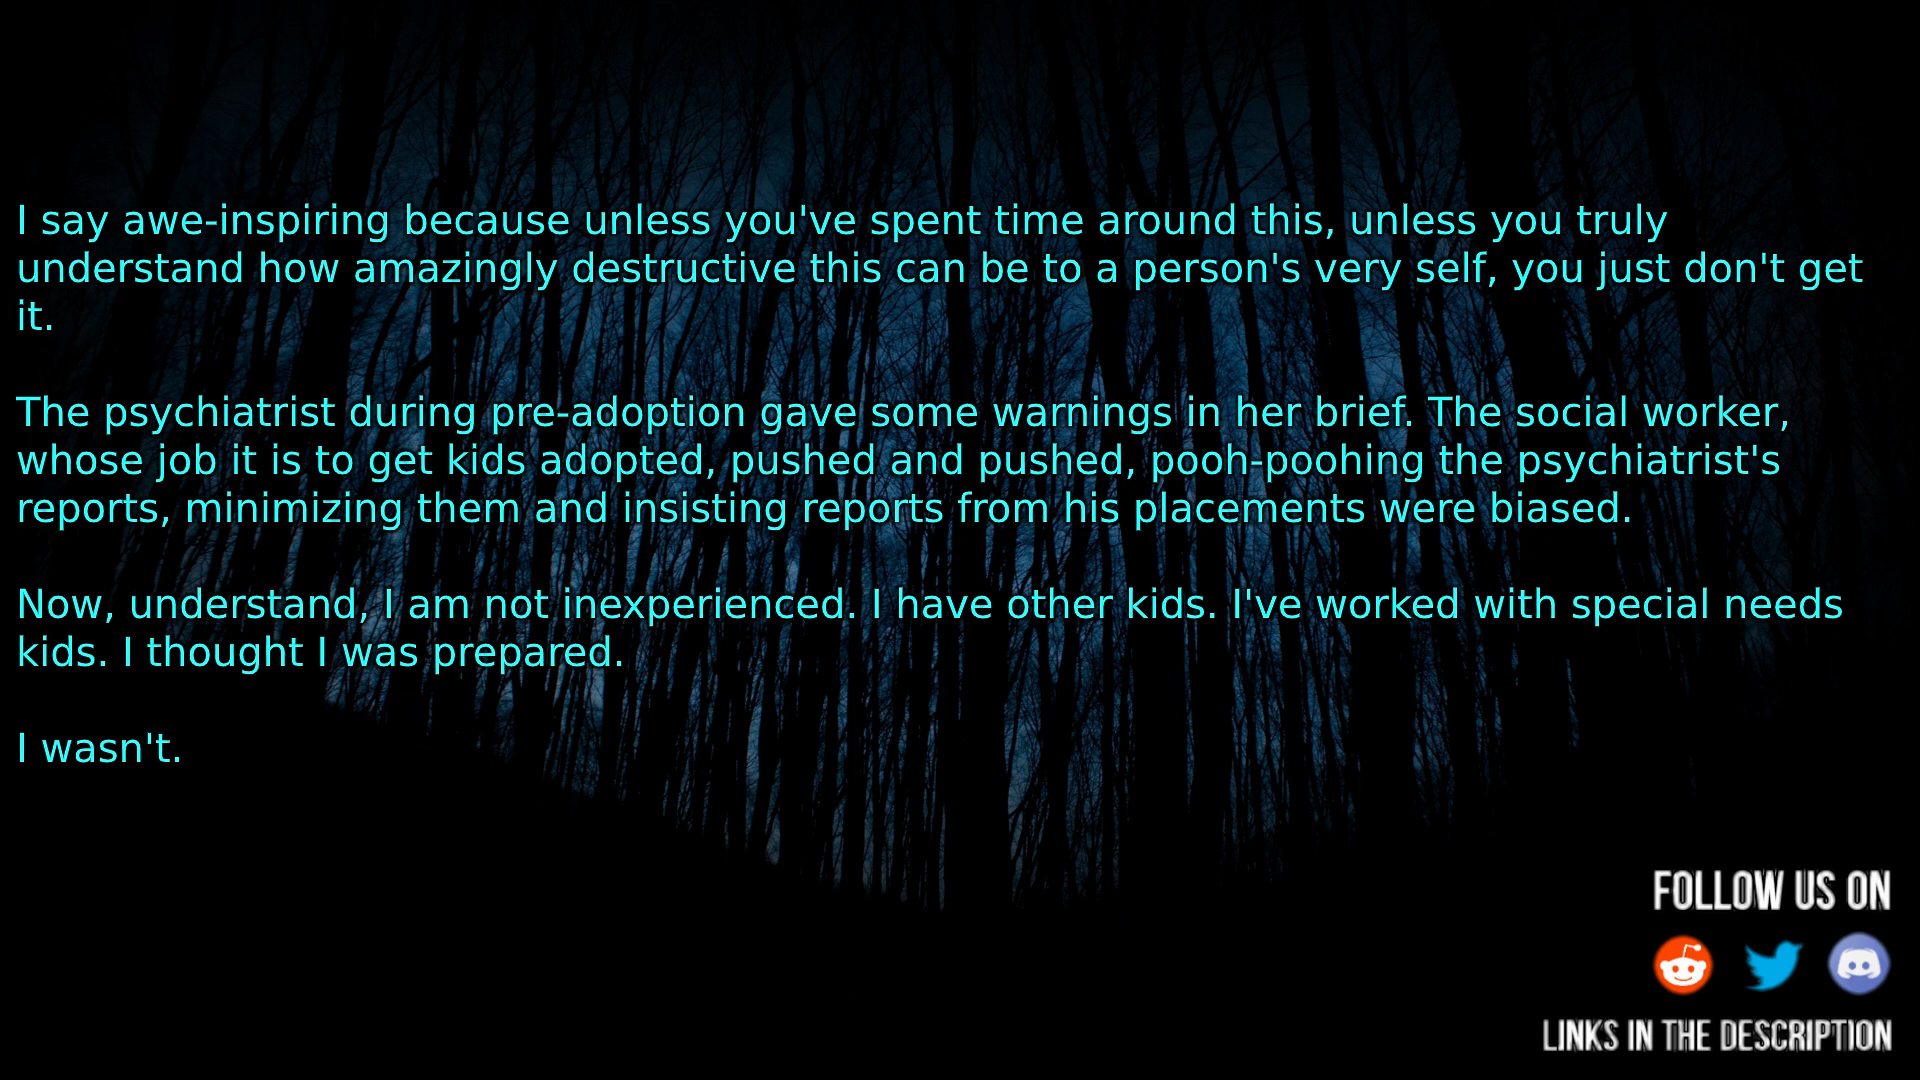 I say awe-inspiring because unless you've spent time around this, unless you truly
understand how amazingly destructive this can be to a person's very self, you just don't get
it.
The psychiatrist during pre-adoption gave some warnings in her brief. The social worker,
whose job it is to get kids adopted, pushed and pushed, pooh-poohing the psychiatrist's
reports, minimizing them and insisting reports from his placements were biased.
Now, understand, I am not inexperienced. I have other kids. I've worked with special needs
kids. I thought I was prepared.
I wasn't.
FOLLOW US ON
LINKS IN THE DESCRIPTION